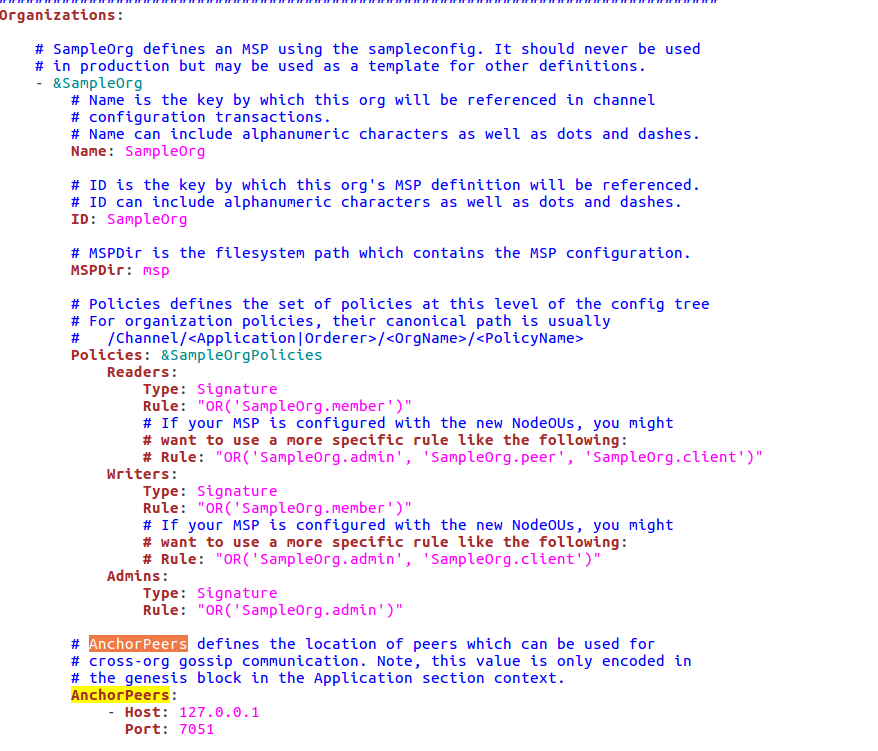 Organizations:
# SampleOrg defines an MSP using the sampleconfig. It should never be used
# in production but may be used as a template for other definitions.
- &SampleOrg
# Name is the key by which this org will be referenced in channel
# configuration transactions.
# Name can include alphanumeric characters as well as dots and dashes.
Name: SampleOrg
# ID is the key by which this org's MSP definition will be referenced.
# ID can include alphanumeric characters as well as dots and dashes.
ID: SampleOrg
# MSPDir is the filesystem path which contains the MSP configuration.
MSPDir: msp
# Policies defines the set of policies at this level of the config tree
# For organization policies, their canonical path is usually
#   /Channel/<Application|Orderer>/<OrgName>/<PolicyName>
Policies: &SampleOrgPolicies
Readers:
Type: Signature
Rule: "OR('SampleOrg.member')"
# If your MSP is configured with the new NodeOUs, you might
# want to use a more specific rule like the following:
# Rule: "OR('SampleOrg.admin', 'SampleOrg.peer', 'SampleOrg.client')"
Writers:
Type: Signature
Rule: "OR('SampleOrg.member')"
# If your MSP is configured with the new NodeOUs, you might
# want to use a more specific rule like the following:
# Rule: "OR('SampleOrg.admin', 'SampleOrg.client')"
Admins:
Type: Signature
Rule: "OR('SampleOrg.admin')"
# AnchorPeers defines the location of peers which can be used for
# cross-org gossip communication. Note, this value is only encoded in
# the genesis block in the Application section context.
AnchorPeers:
- Host: 127.0.0.1
Port: 7051